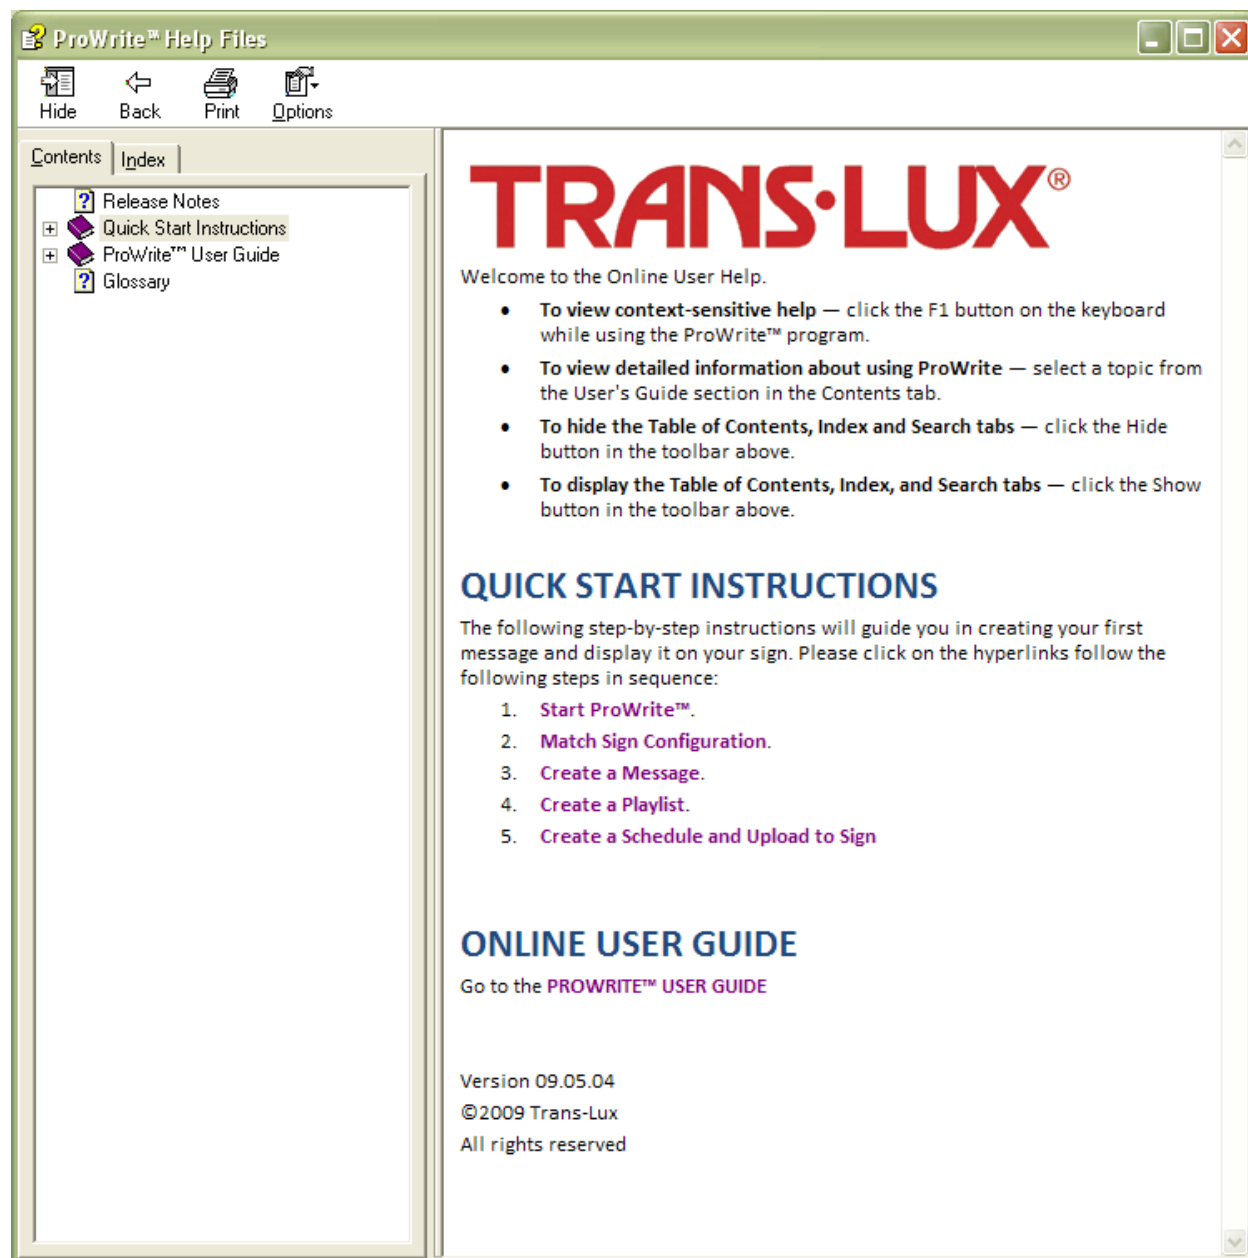 ProWrite™ Help Files
Hide Back Print Options
Contents Index
Release Notes
Quick Start Instructions
ProWrite™ User Guide
Glossary
TRANS·LUX®
Welcome to the Online User Help.
• To view context-sensitive help — click the F1 button on the keyboard
while using the ProWrite™ program.
• To view detailed information about using ProWrite — select a topic from
the User's Guide section in the Contents tab.
• To hide the Table of Contents, Index and Search tabs — click the Hide
button in the toolbar above.
• To display the Table of Contents, Index, and Search tabs — click the Show
button in the toolbar above.
QUICK START INSTRUCTIONS
The following step-by-step instructions will guide you in creating your first
message and display it on your sign. Please click on the hyperlinks follow the
following steps in sequence:
1. Start ProWrite™.
2. Match Sign Configuration.
3. Create a Message.
4. Create a Playlist.
5. Create a Schedule and Upload to Sign
ONLINE USER GUIDE
Go to the PROWRITE™ USER GUIDE
Version 09.05.04
©2009 Trans-Lux
All rights reserved